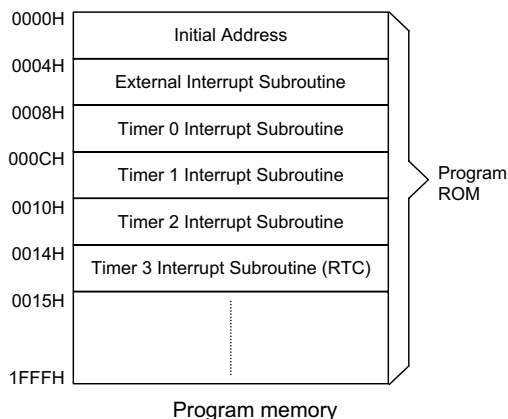 0000H
Initial Address
0004H
External Interrupt Subroutine
0008H
Timer 0 Interrupt Subroutine
000CH
Timer 1 Interrupt Subroutine
Program
ROM
0010H
Timer 2 Interrupt Subroutine
0014H
Timer 3 Interrupt Subroutine (RTC)
0015H
1FFFH
Program memory